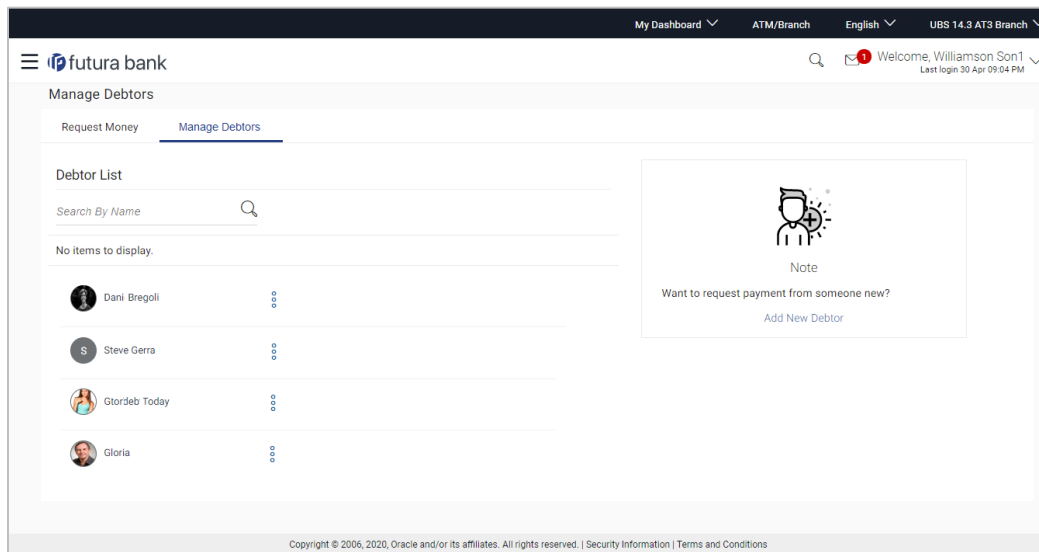 My Dashboard ATM/Branch English UBS 14.3 AT3 Branch
futura bank
1 Welcome, Williamson Son1
Last login 30 Apr 09:04 PM
Manage Debtors
Request Money Manage Debtors
Debtor List
Search By Name
No items to display.
Dani Bregoli
S Steve Gerra
Gtordeb Today
Gloria
Note
Want to request payment from someone new?
Add New Debtor
Copyright © 2006, 2020, Oracle and/or its affiliates. All rights reserved. | Security Information | Terms and Conditions